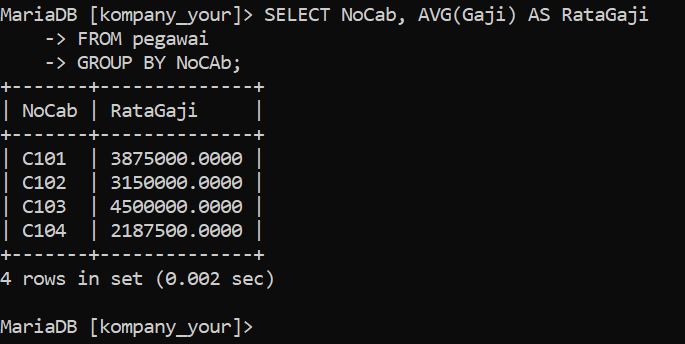 MariaDB [kompany_your]> SELECT NoCab, AVG(Gaji) AS RataGaji
    -> FROM pegawai
    -> GROUP BY NoCAb;
+-------+--------------+
| NoCab | RataGaji     |
+-------+--------------+
| C101  | 3875000.0000 |
| C102  | 3150000.0000 |
| C103  | 4500000.0000 |
| C104  | 2187500.0000 |
+-------+--------------+
4 rows in set (0.002 sec)
MariaDB [kompany_your]>